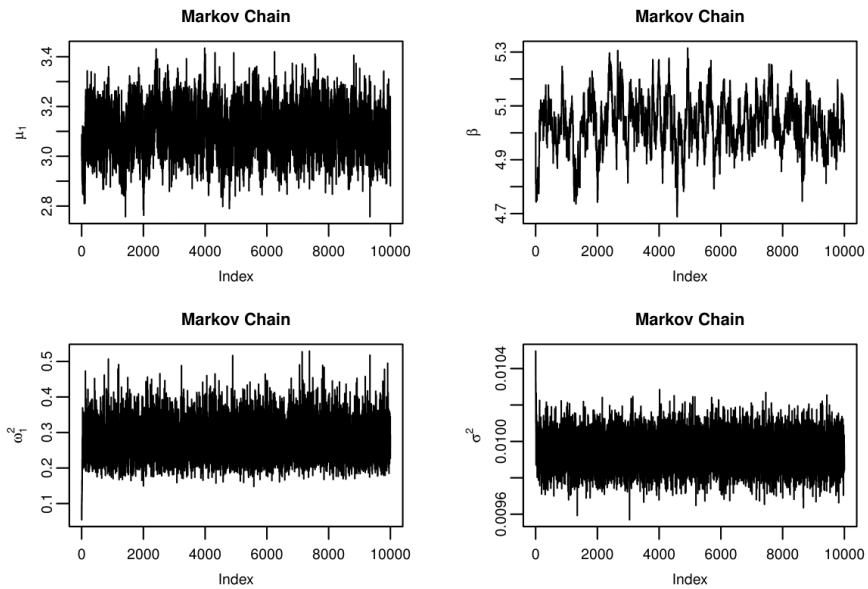 Markov Chain
μ1
3.4
3.2
3.0
2.8
0 2000 4000 6000 8000 10000
Index
Markov Chain
β
5.3
5.1
4.9
4.7
0 2000 4000 6000 8000 10000
Index
Markov Chain
ω₁²
0.5
0.4
0.3
0.2
0.1
0 2000 4000 6000 8000 10000
Index
Markov Chain
σ²
0.0104
0.0100
0.0096
0 2000 4000 6000 8000 10000
Index